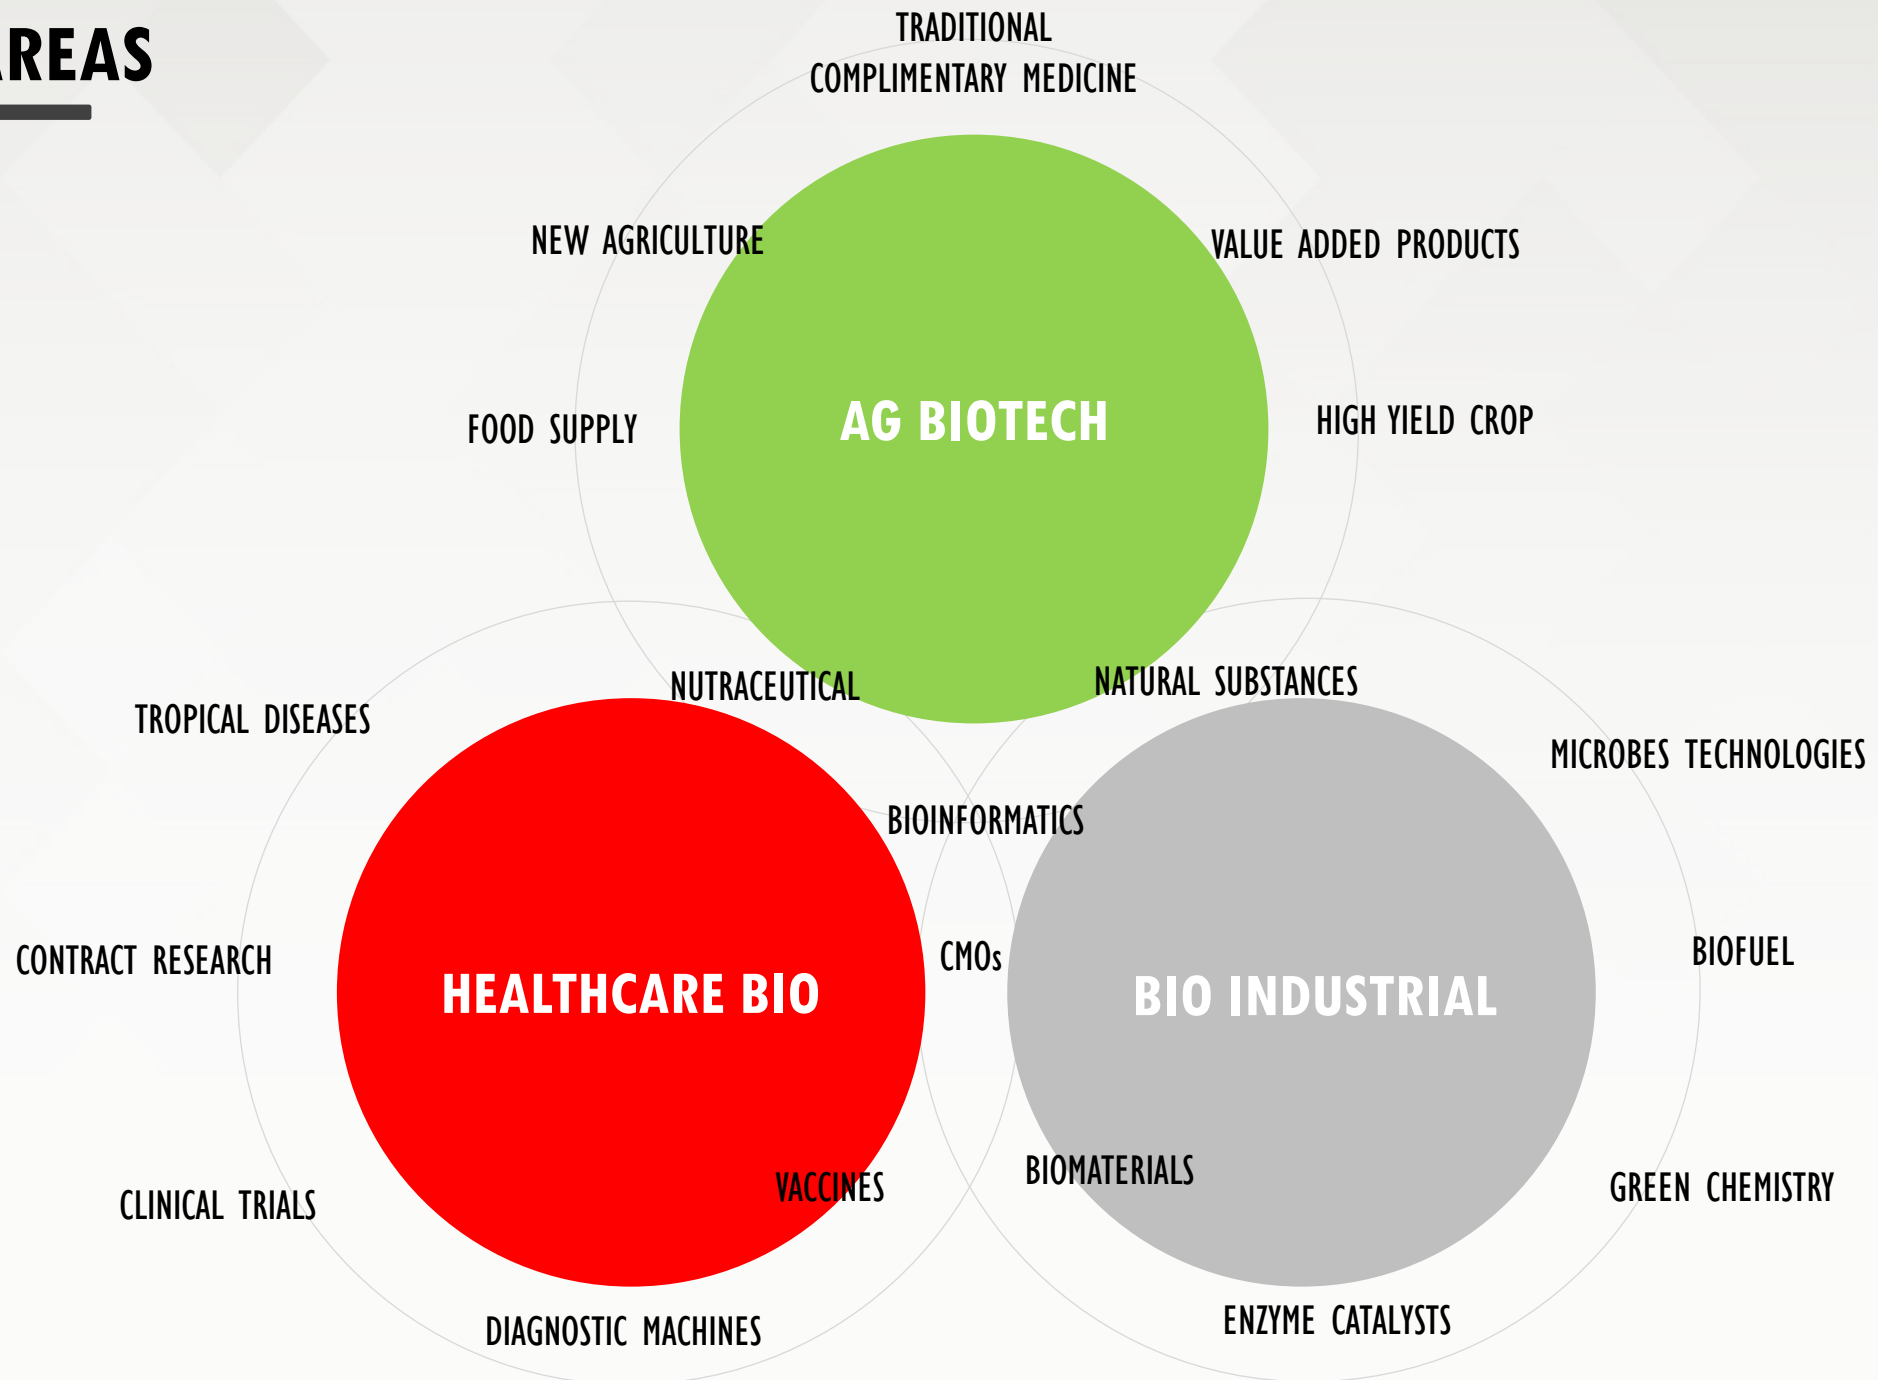 AREAS
TRADITIONAL
COMPLIMENTARY MEDICINE
NEW AGRICULTURE
VALUE ADDED PRODUCTS
FOOD SUPPLY
AG BIOTECH
HIGH YIELD CROP
NUTRACEUTICAL
NATURAL SUBSTANCES
TROPICAL DISEASES
MICROBES TECHNOLOGIES
BIOINFORMATICS
CONTRACT RESEARCH
CMOs
BIOFUEL
HEALTHCARE BIO
BIO INDUSTRIAL
VACCINES
BIOMATERIALS
CLINICAL TRIALS
GREEN CHEMISTRY
DIAGNOSTIC MACHINES
ENZYME CATALYSTS